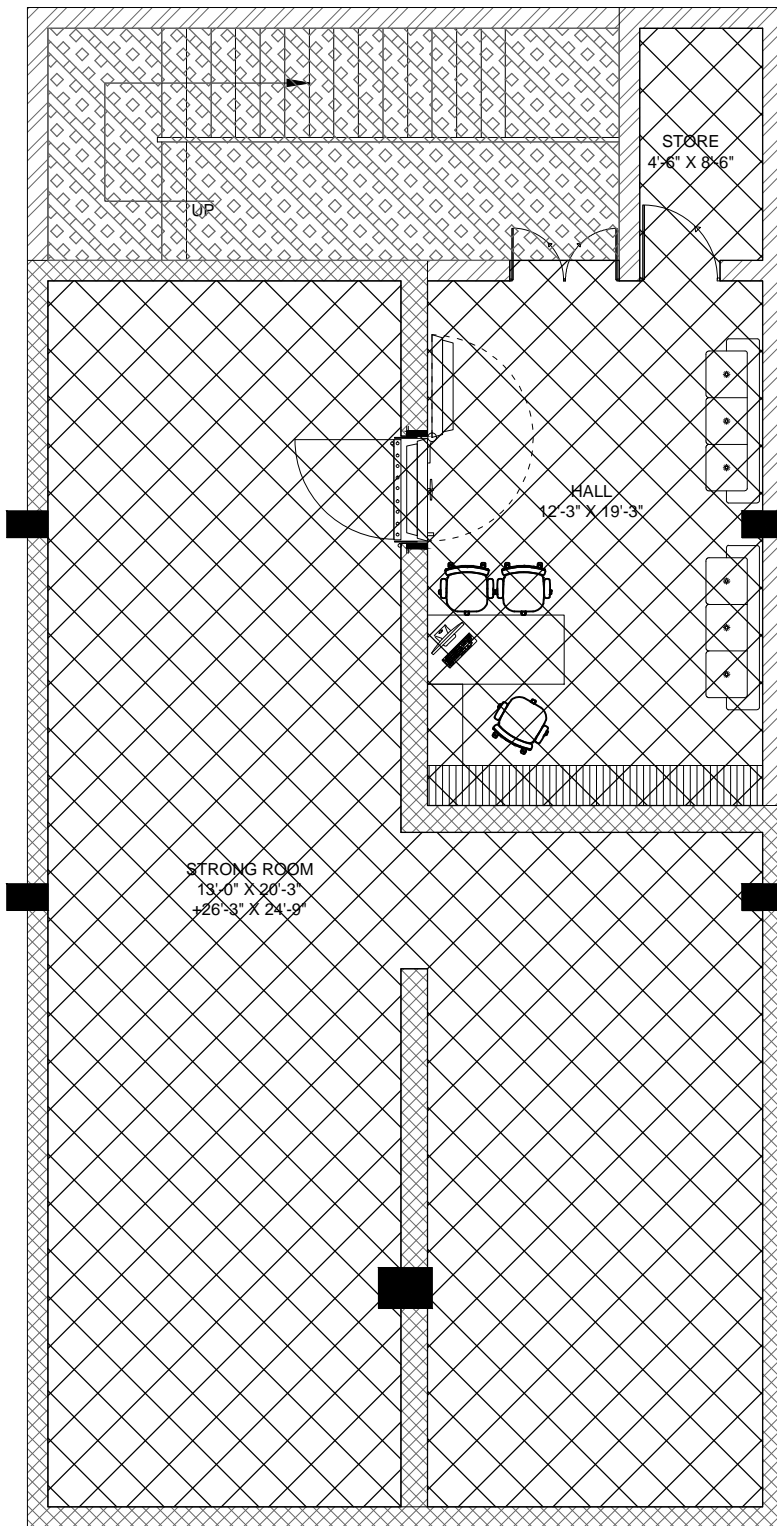 STORE
4'-6" X 8'-6"
UP
HALL
12'-3" X 19'-3"
STRONG ROOM
13'-0" X 20'-3"
+26'-3" X 24'-9"